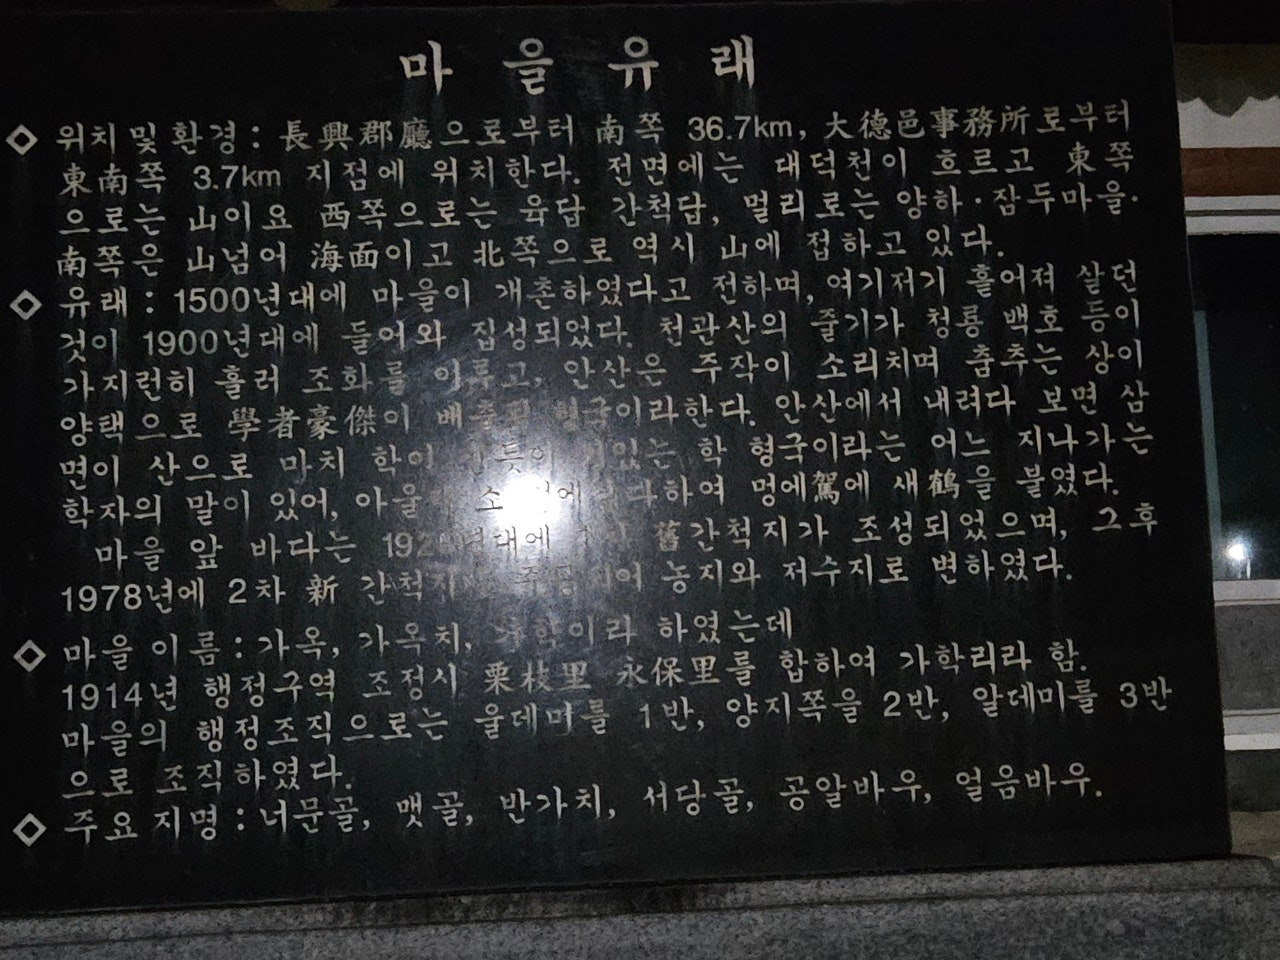 마을유래
◇ 위치 및 환경 : 長興郡廳으로부터 南쪽 36.7km, 大德邑事務所로부터
東南쪽 3.7km 지점에 위치한다. 전면에는 대덕천이 흐르고 東쪽
으로는 山이요 西쪽으로는 육답 간척답, 멀리로는 양하·잠두마을.
南쪽은 山넘어 海面이고 北쪽으로 역시 山에 접하고 있다.
◇ 유래 : 1500년대에 마을이 개촌하였다고 전하며, 여기저기 흩어져 살던
것이 1900년대에 들어와 집성되었다. 천관산의 줄기가 청룡 백호 등이
가지런히 흘러 조화를 이루고, 안산은 주작이 소리치며 춤추는 상이
양택으로 學者豪傑이 배출될 형국이라한다. 안산에서 내려다 보면 삼
면이 산으로 마치 학이 있는 학 형국이라는 어느 지나가는
학자의 말이 있어, 하여 멍에駕에 새鶴을 붙였다.
마을 앞 바다는 舊간척지가 조성되었으며, 그후
1978년에 2차 新 농지와 저수지로 변하였다.
◇ 마을 이름 : 가옥, 가옥치, 가학이라 하였는데
1914년 행정구역 조정시 栗枝里 永保里를 합하여 가학리라 함.
마을의 행정조직으로는 울데머를 1반, 양지쪽을 2반, 알데미를 3반
으로 조직하였다.
◇ 주요 지명 : 너문골, 맷골, 반가치, 서당골, 공알바우, 얼음바우.